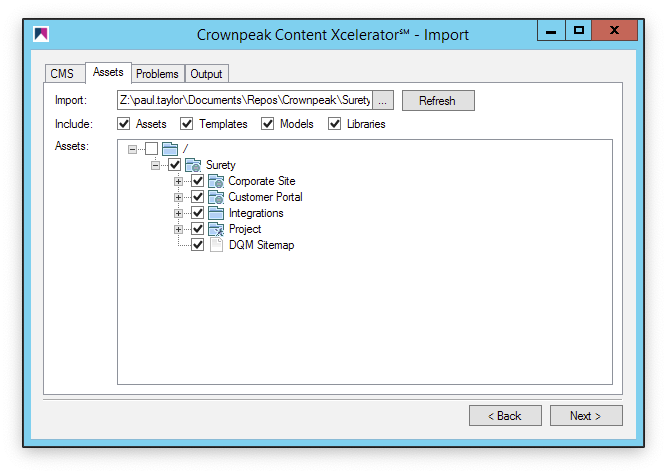 Crownpeak Content Xcelerator℠ - Import
CMS Assets Problems Output
Import: Z:\paul.taylor\Documents\Repos\Crownpeak\Surety ... Refresh
Include: Assets Templates Models Libraries
Assets: /
Surety
Corporate Site
Customer Portal
Integrations
Project
DQM Sitemap
< Back Next >